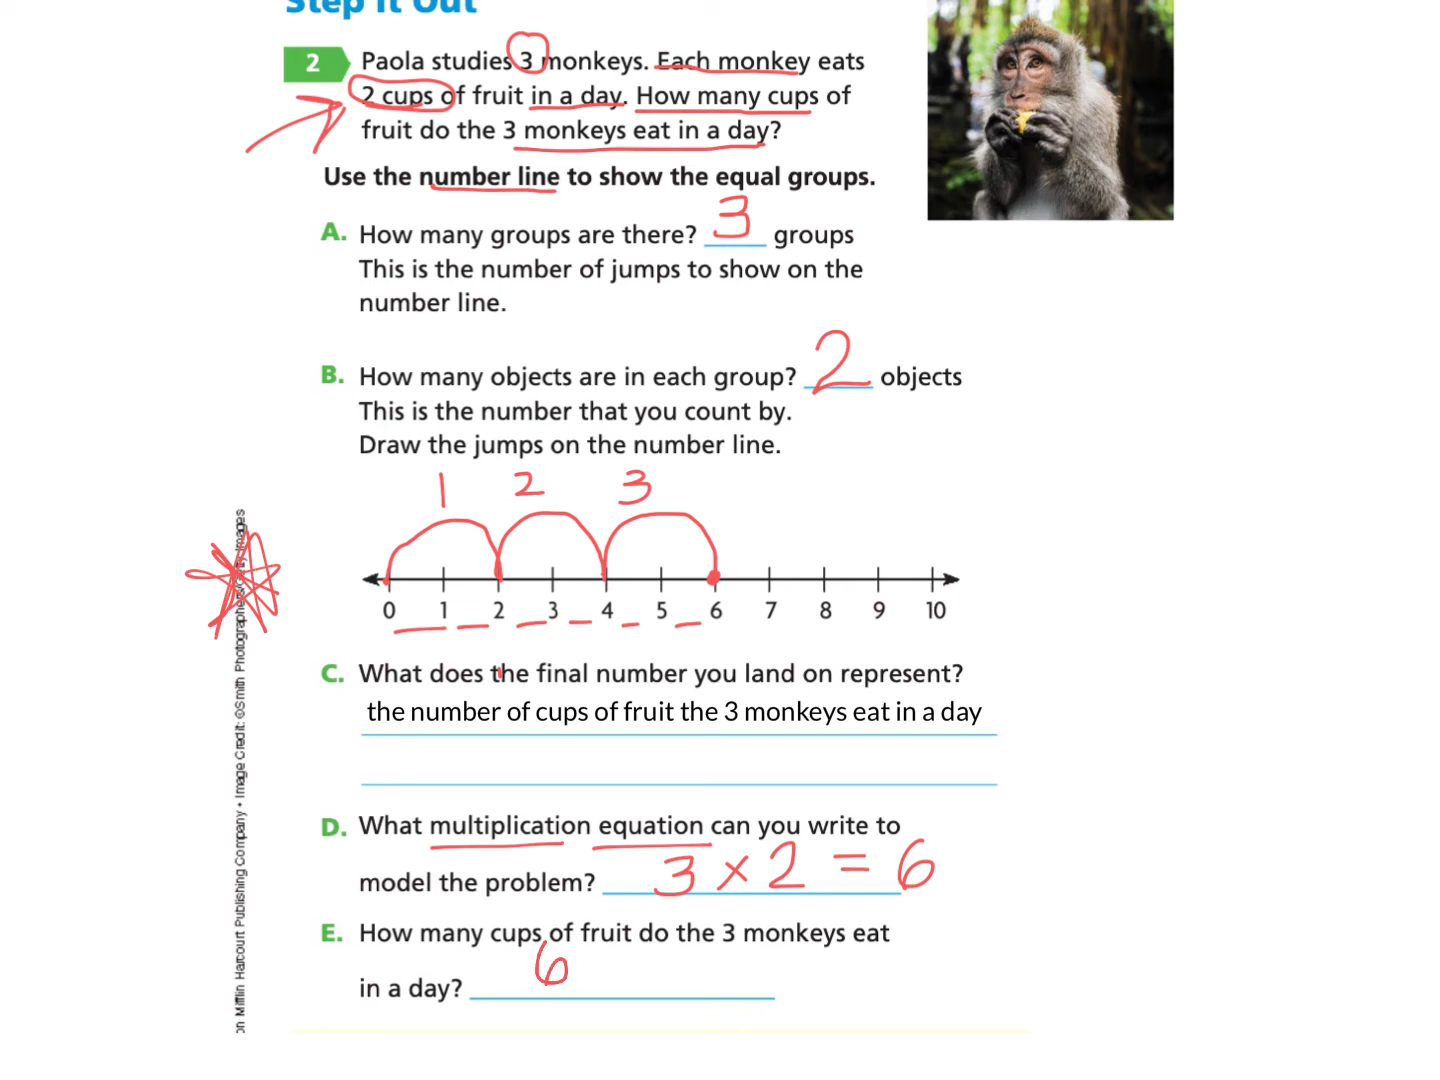 Step It Out
2 Paola studies 3 monkeys. Each monkey eats
2 cups of fruit in a day. How many cups of
fruit do the 3 monkeys eat in a day?
Use the number line to show the equal groups.
A. How many groups are there? 3 groups
This is the number of jumps to show on the
number line.
B. How many objects are in each group? 2 objects
This is the number that you count by.
Draw the jumps on the number line.
1 2 3
0 1 2 3 4 5 6 7 8 9 10
C. What does the final number you land on represent?
the number of cups of fruit the 3 monkeys eat in a day
D. What multiplication equation can you write to
model the problem? 3 × 2 = 6
E. How many cups of fruit do the 3 monkeys eat
in a day? 6
on Mifflin Harcourt Publishing Company • Image Credit: ©Smith Photographers/Getty Images